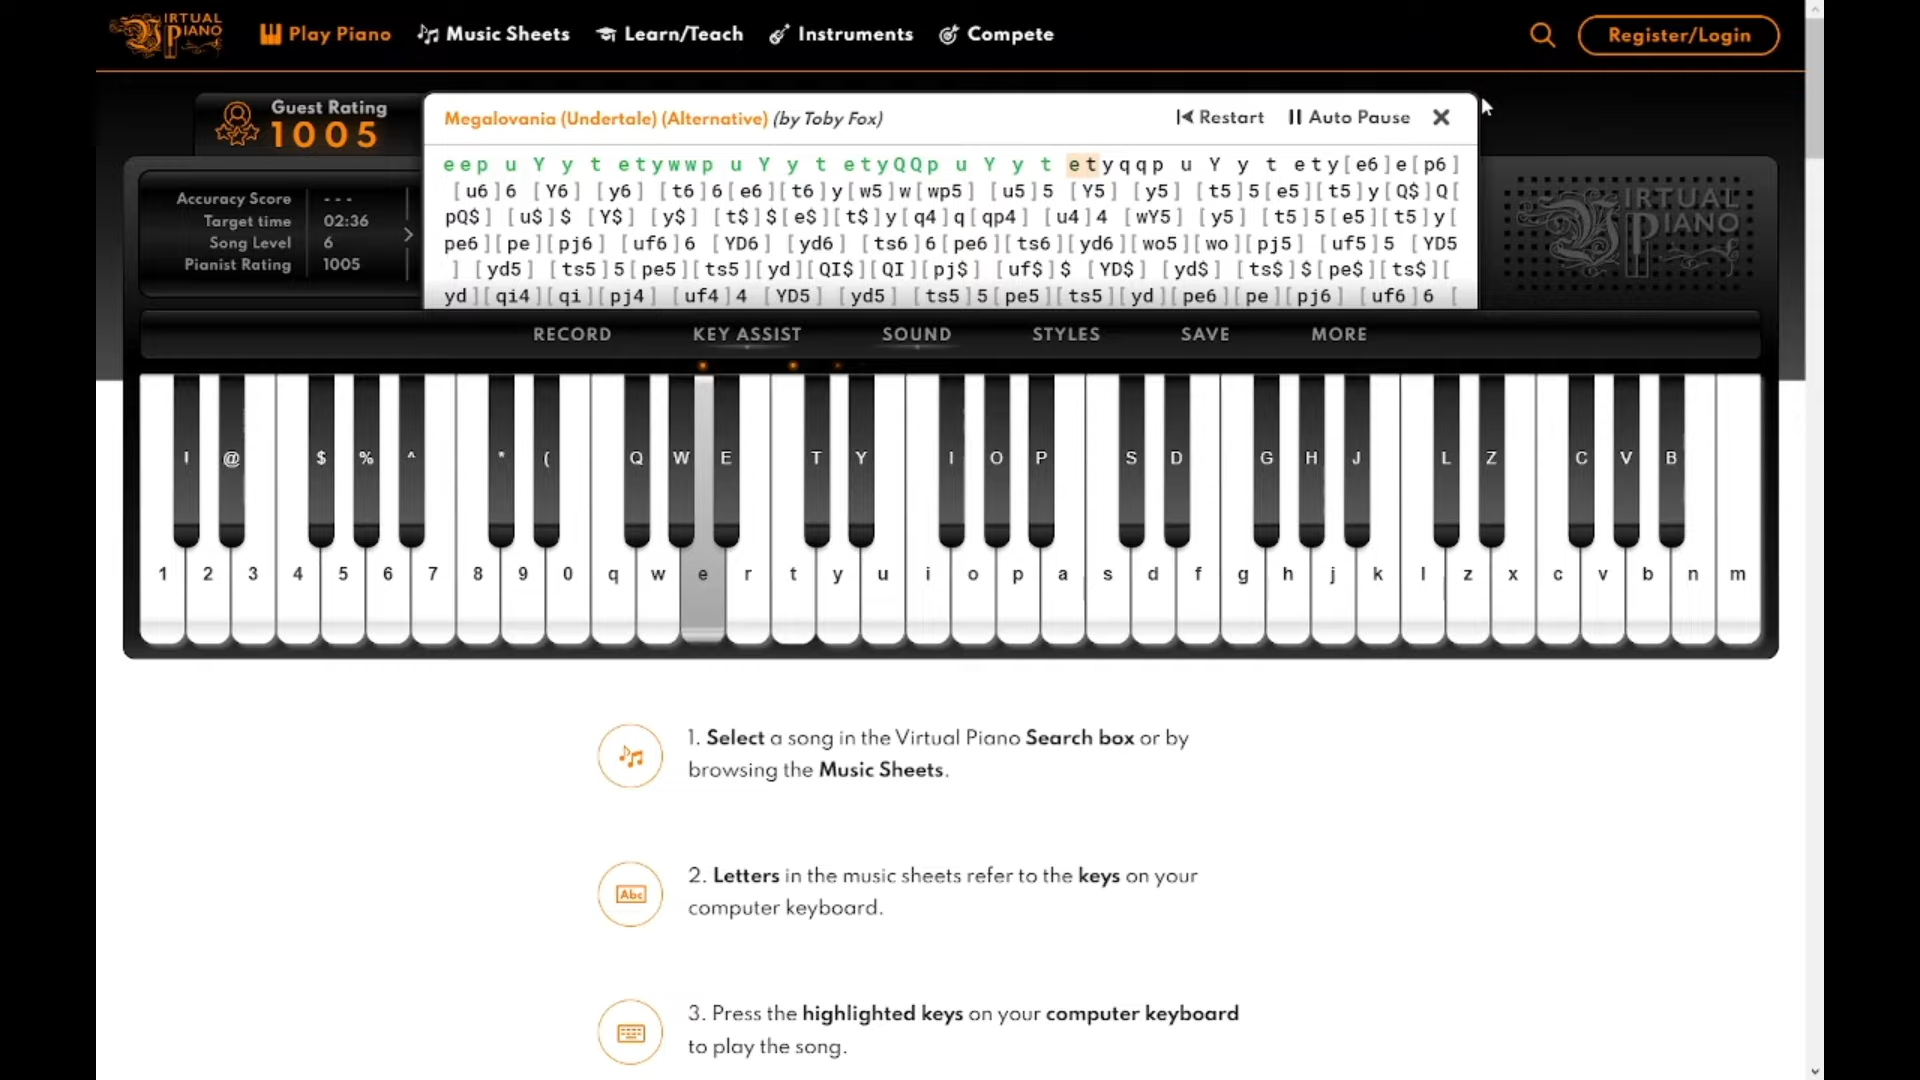 VIRTUAL PIANO
Play Piano Music Sheets Learn/Teach Instruments Compete Register/Login
Guest Rating
1005
Megalovania (Undertale) (Alternative) (by Toby Fox) Restart Auto Pause
e e p u Y y t e t y w w p u Y y t e t y Q Q p u Y y t e t y q q p u Y y t e t y [e6] e [p6]
[u6] 6 [Y6] [y6] [t6] 6 [e6] [t6] y [w5] w [wp5] [u5] 5 [Y5] [y5] [t5] 5 [e5] [t5] y [Q$] Q [
pQ$] [u$] $ [Y$] [y$] [t$] $ [e$] [t$] y [q4] q [qp4] [u4] 4 [wY5] [y5] [t5] 5 [e5] [t5] y [
pe6] [pe] [pj6] [uf6] 6 [YD6] [yd6] [ts6] 6 [pe6] [ts6] [yd6] [wo5] [wo] [pj5] [uf5] 5 [YD5
] [yd5] [ts5] 5 [pe5] [ts5] [yd] [QI$] [QI] [pj$] [uf$] $ [YD$] [yd$] [ts$] $ [pe$] [ts$] [
yd] [qi4] [qi] [pj4] [uf4] 4 [YD5] [yd5] [ts5] 5 [pe5] [ts5] [yd] [pe6] [pe] [pj6] [uf6] 6 [
Accuracy Score - - -
Target time 02:36
Song Level 6
Pianist Rating 1005
VIRTUAL PIANO
RECORD KEY ASSIST SOUND STYLES SAVE MORE
! @ $ % ^ * ( Q W E T Y I O P S D G H J L Z C V B
1 2 3 4 5 6 7 8 9 0 q w e r t y u i o p a s d f g h j k l z x c v b n m
1. Select a song in the Virtual Piano Search box or by
browsing the Music Sheets.
Abc
2. Letters in the music sheets refer to the keys on your
computer keyboard.
3. Press the highlighted keys on your computer keyboard
to play the song.